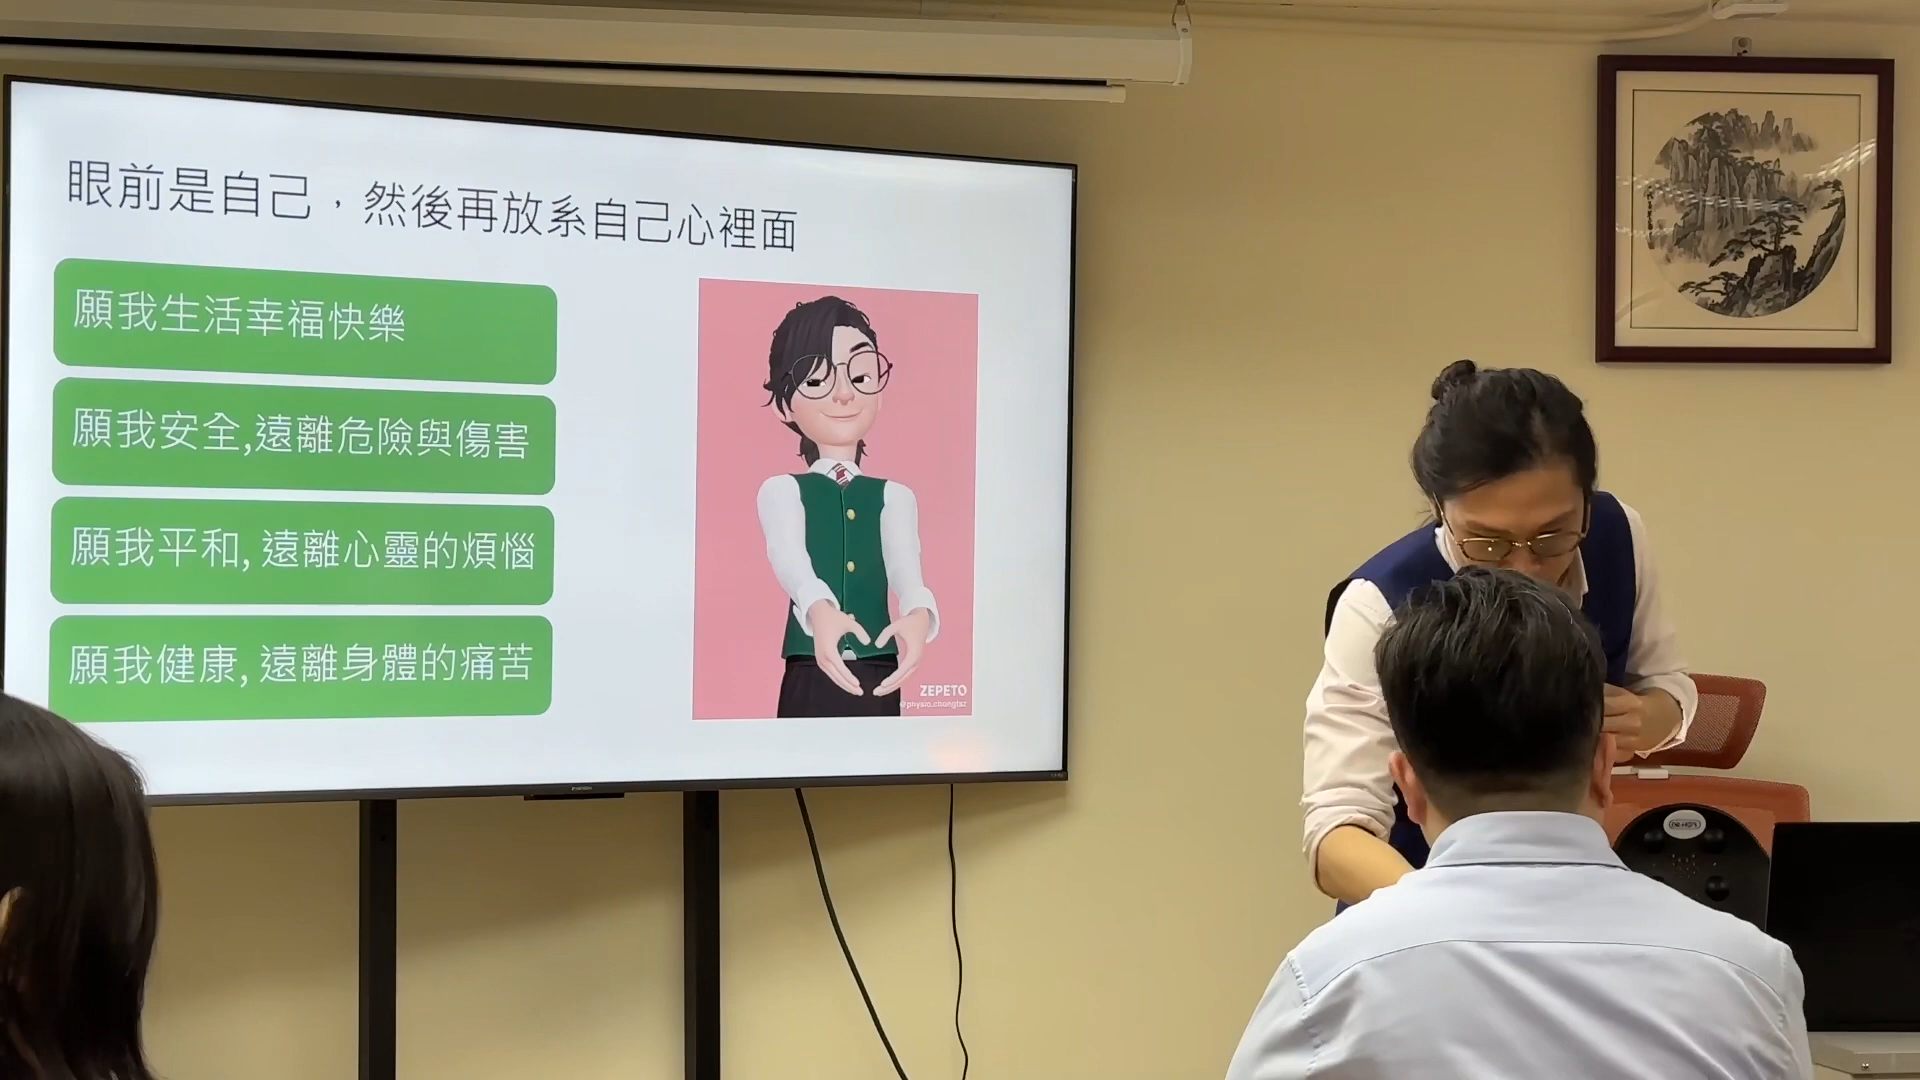 眼前是自己，然後再放系自己心裡面
願我生活幸福快樂
願我安全,遠離危險與傷害
願我平和, 遠離心靈的煩惱
願我健康, 遠離身體的痛苦
ZEPETO
@physio.chungtsz